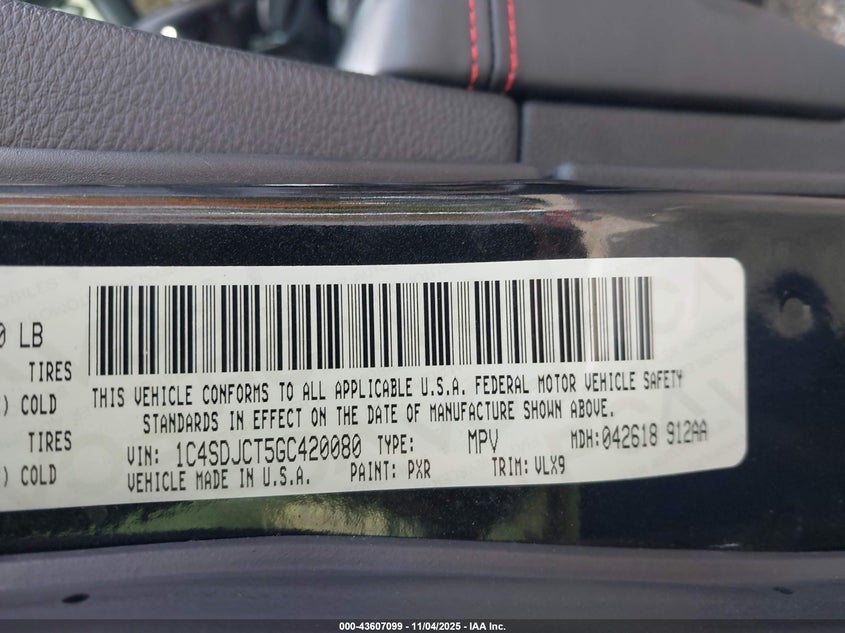 0 LB
TIRES
) COLD
TIRES
) COLD
THIS VEHICLE CONFORMS TO ALL APPLICABLE U.S.A. FEDERAL MOTOR VEHICLE SAFETY
STANDARDS IN EFFECT ON THE DATE OF MANUFACTURE SHOWN ABOVE.
VIN: 1C4SDJCT5GC420080 TYPE: MPV MDH: 042618 912AA
VEHICLE MADE IN U.S.A. PAINT: PXR TRIM: VLX9
000-43607099 - 11/04/2025 - IAA Inc.